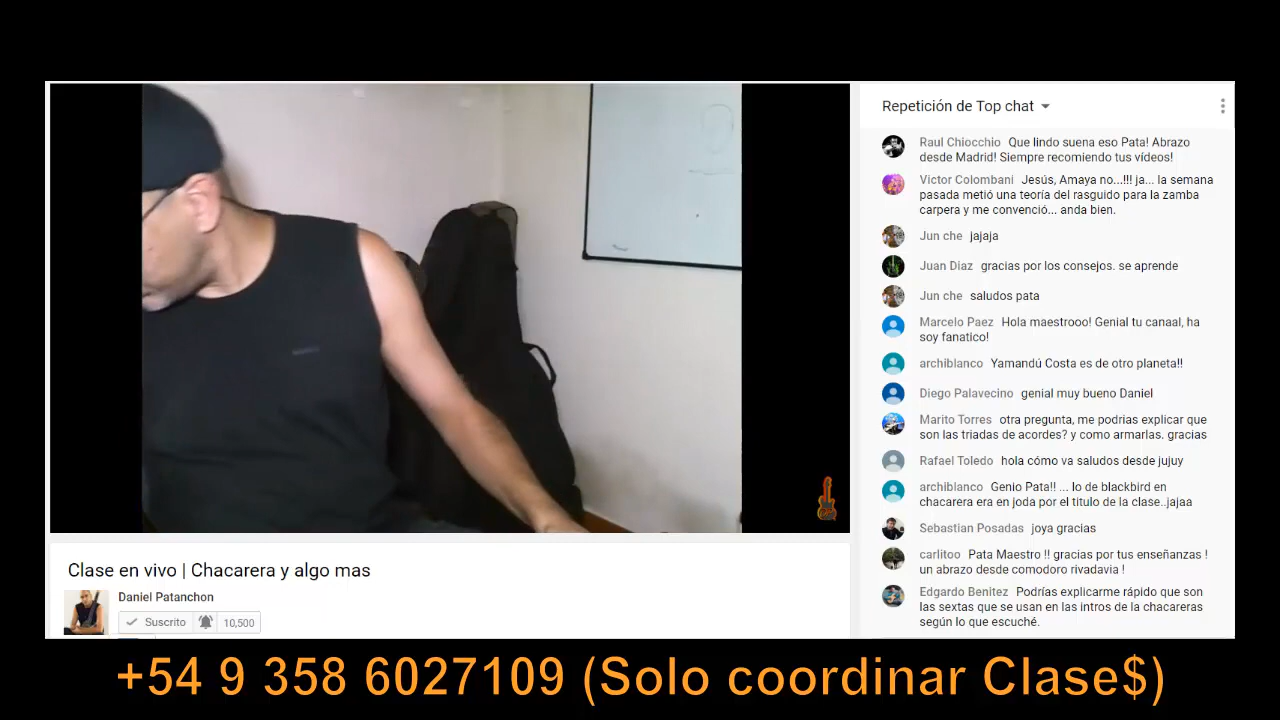 Repetición de Top chat
Raul Chiocchio Que lindo suena eso Pata! Abrazo
desde Madrid! Siempre recomiendo tus vídeos!
Victor Colombani Jesús, Amaya no...!!! ja... la semana
pasada metió una teoría del rasguido para la zamba
carpera y me convenció... anda bien.
Jun che jajaja
Juan Diaz gracias por los consejos. se aprende
Jun che saludos pata
Marcelo Paez Hola maestrooo! Genial tu canaal, ha
soy fanatico!
archiblanco Yamandú Costa es de otro planeta!!
Diego Palavecino genial muy bueno Daniel
Marito Torres otra pregunta, me podrias explicar que
son las triadas de acordes? y como armarlas. gracias
Rafael Toledo hola cómo va saludos desde jujuy
archiblanco Genio Pata!! ... lo de blackbird en
chacarera era en joda por el titulo de la clase..jajaa
Sebastian Posadas joya gracias
carlitoo Pata Maestro !! gracias por tus enseñanzas !
un abrazo desde comodoro rivadavia !
Edgardo Benitez Podrías explicarme rápido que son
las sextas que se usan en las intros de la chacareras
según lo que escuché.
Clase en vivo | Chacarera y algo mas
Daniel Patanchon
Suscrito 10,500
+54 9 358 6027109 (Solo coordinar Clase$)